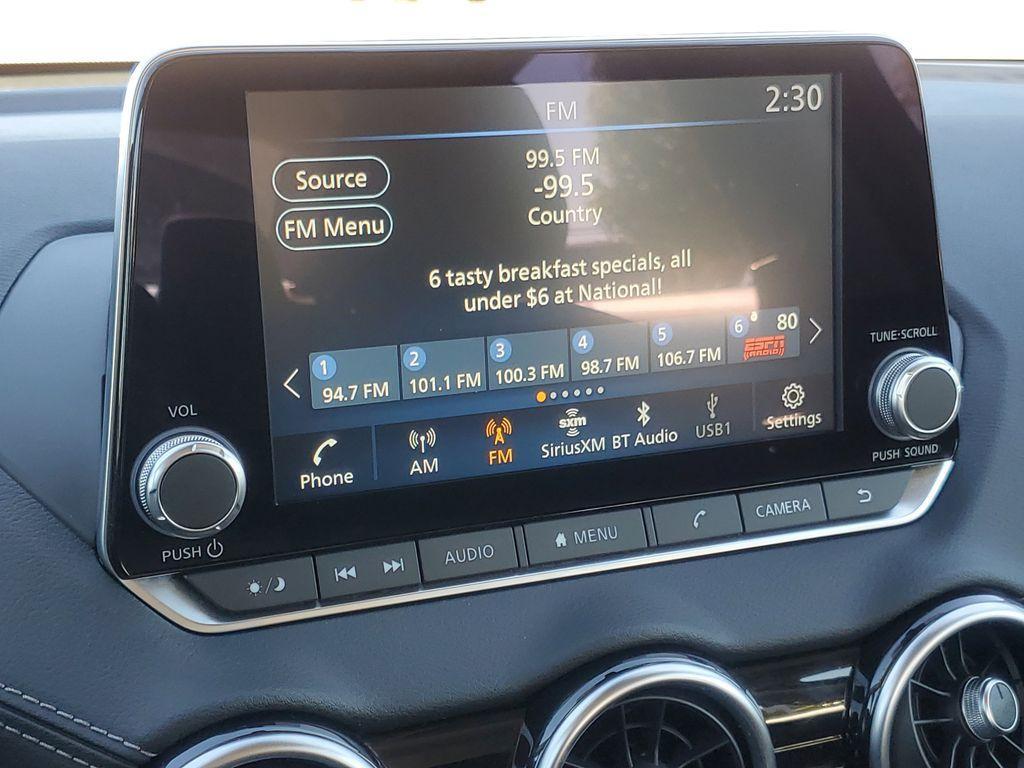 FM
2:30
Source
FM Menu
99.5 FM
-99.5
Country
6 tasty breakfast specials, all
under $6 at National!
1
94.7 FM
2
101.1 FM
3
100.3 FM
4
98.7 FM
5
106.7 FM
6
80
ESPN
RADIO
Phone
AM
FM
sxm
SiriusXM
BT Audio
USB1
Settings
VOL
PUSH
TUNE·SCROLL
PUSH SOUND
AUDIO
MENU
CAMERA